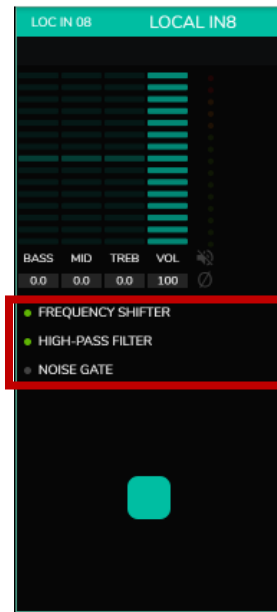 LOC IN 08 LOCAL IN8
BASS MID TREB VOL
0.0 0.0 0.0 100
FREQUENCY SHIFTER
HIGH-PASS FILTER
NOISE GATE